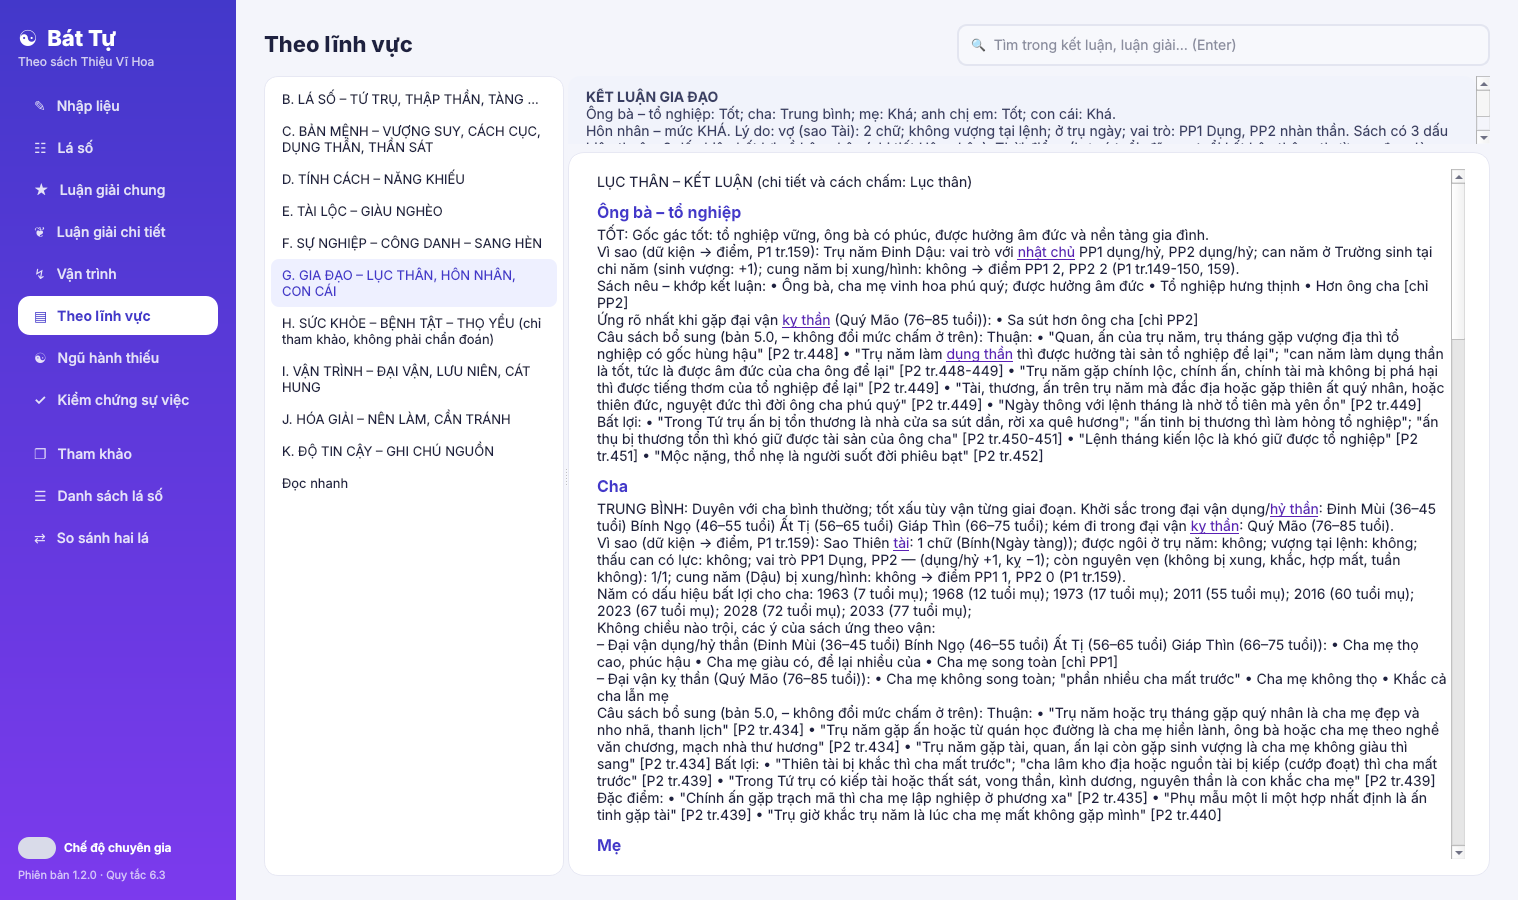 ☯ Bát Tự
Theo sách Thiệu Vĩ Hoa
Nhập liệu
Lá số
Luận giải chung
Luận giải chi tiết
Vận trình
Theo lĩnh vực
Ngũ hành thiếu
Kiểm chứng sự việc
Tham khảo
Danh sách lá số
So sánh hai lá
Chế độ chuyên gia
Phiên bản 1.2.0 · Quy tắc 6.3
Theo lĩnh vực
Tìm trong kết luận, luận giải... (Enter)
B. LÁ SỐ – TỨ TRỤ, THẬP THẦN, TÀNG ...
C. BẢN MỆNH – VƯỢNG SUY, CÁCH CỤC,
DỤNG THẦN, THẦN SÁT
D. TÍNH CÁCH – NĂNG KHIẾU
E. TÀI LỘC – GIÀU NGHÈO
F. SỰ NGHIỆP – CÔNG DANH – SANG HÈN
G. GIA ĐẠO – LỤC THÂN, HÔN NHÂN,
CON CÁI
H. SỨC KHỎE – BỆNH TẬT – THỌ YỂU (chỉ
tham khảo, không phải chẩn đoán)
I. VẬN TRÌNH – ĐẠI VẬN, LƯU NIÊN, CÁT
HUNG
J. HÓA GIẢI – NÊN LÀM, CẦN TRÁNH
K. ĐỘ TIN CẬY – GHI CHÚ NGUỒN
Đọc nhanh
KẾT LUẬN GIA ĐẠO
Ông bà – tổ nghiệp: Tốt; cha: Trung bình; mẹ: Khá; anh chị em: Tốt; con cái: Khá.
Hôn nhân – mức KHÁ. Lý do: vợ (sao Tài): 2 chữ; không vượng tại lệnh; ở trụ ngày; vai trò: PP1 Dụng, PP2 nhàn thần. Sách có 3 dấu
LỤC THÂN – KẾT LUẬN (chi tiết và cách chấm: Lục thân)
Ông bà – tổ nghiệp
TỐT: Gốc gác tốt: tổ nghiệp vững, ông bà có phúc, được hưởng âm đức và nền tảng gia đình.
Vì sao (dữ kiện → điểm, P1 tr.159): Trụ năm Đinh Dậu: vai trò với nhật chủ PP1 dụng/hỷ, PP2 dụng/hỷ; can năm ở Trường sinh tại
chi năm (sinh vượng: +1); cung năm bị xung/hình: không → điểm PP1 2, PP2 2 (P1 tr.149-150, 159).
Sách nêu – khớp kết luận: • Ông bà, cha mẹ vinh hoa phú quý; được hưởng âm đức • Tổ nghiệp hưng thịnh • Hơn ông cha [chỉ
PP2]
Ứng rõ nhất khi gặp đại vận kỵ thần (Quý Mão (76–85 tuổi)): • Sa sút hơn ông cha [chỉ PP2]
Câu sách bổ sung (bản 5.0, – không đổi mức chấm ở trên): Thuận: • "Quan, ấn của trụ năm, trụ tháng gặp vượng địa thì tổ
nghiệp có gốc hùng hậu" [P2 tr.448] • "Trụ năm làm dụng thần thì được hưởng tài sản tổ nghiệp để lại"; "can năm làm dụng thần
là tốt, tức là được âm đức của cha ông để lại" [P2 tr.448-449] • "Trụ năm gặp chính lộc, chính ấn, chính tài mà không bị phá hại
thì được tiếng thơm của tổ nghiệp để lại" [P2 tr.449] • "Tài, thương, ấn trên trụ năm mà đắc địa hoặc gặp thiên ất quý nhân, hoặc
thiên đức, nguyệt đức thì đời ông cha phú quý" [P2 tr.449] • "Ngày thông với lệnh tháng là nhờ tổ tiên mà yên ổn" [P2 tr.449]
Bất lợi: • "Trong Tứ trụ ấn bị tổn thương là nhà cửa sa sút dần, rời xa quê hương"; "ấn tinh bị thương thì làm hỏng tổ nghiệp"; "ấn
thụ bị thương tổn thì khó giữ được tài sản của ông cha" [P2 tr.450-451] • "Lệnh tháng kiến lộc là khó giữ được tổ nghiệp" [P2
tr.451] • "Mộc nặng, thổ nhẹ là người suốt đời phiêu bạt" [P2 tr.452]
Cha
TRUNG BÌNH: Duyên với cha bình thường; tốt xấu tùy vận từng giai đoạn. Khởi sắc trong đại vận dụng/hỷ thần: Đinh Mùi (36–45
tuổi) Bính Ngọ (46–55 tuổi) Ất Tị (56–65 tuổi) Giáp Thìn (66–75 tuổi); kém đi trong đại vận kỵ thần: Quý Mão (76–85 tuổi).
Vì sao (dữ kiện → điểm, P1 tr.159): Sao Thiên tài: 1 chữ (Bính(Ngày tàng)); được ngôi ở trụ năm: không; vượng tại lệnh: không;
thấu can có lực: không; vai trò PP1 Dụng, PP2 — (dụng/hỷ +1, kỵ −1); còn nguyên vẹn (không bị xung, khắc, hợp mất, tuần
không): 1/1; cung năm (Dậu) bị xung/hình: không → điểm PP1 1, PP2 0 (P1 tr.159).
Năm có dấu hiệu bất lợi cho cha: 1963 (7 tuổi mụ); 1968 (12 tuổi mụ); 1973 (17 tuổi mụ); 2011 (55 tuổi mụ); 2016 (60 tuổi mụ);
2023 (67 tuổi mụ); 2028 (72 tuổi mụ); 2033 (77 tuổi mụ);
Không chiều nào trội, các ý của sách ứng theo vận:
– Đại vận dụng/hỷ thần (Đinh Mùi (36–45 tuổi) Bính Ngọ (46–55 tuổi) Ất Tị (56–65 tuổi) Giáp Thìn (66–75 tuổi)): • Cha mẹ thọ
cao, phúc hậu • Cha mẹ giàu có, để lại nhiều của • Cha mẹ song toàn [chỉ PP1]
– Đại vận kỵ thần (Quý Mão (76–85 tuổi)): • Cha mẹ không song toàn; "phần nhiều cha mất trước" • Cha mẹ không thọ • Khắc cả
cha lẫn mẹ
Câu sách bổ sung (bản 5.0, – không đổi mức chấm ở trên): Thuận: • "Trụ năm hoặc trụ tháng gặp quý nhân là cha mẹ đẹp và
nho nhã, thanh lịch" [P2 tr.434] • "Trụ năm gặp ấn hoặc từ quán học đường là cha mẹ hiền lành, ông bà hoặc cha mẹ theo nghề
văn chương, mạch nhà thư hương" [P2 tr.434] • "Trụ năm gặp tài, quan, ấn lại còn gặp sinh vượng là cha mẹ không giàu thì
sang" [P2 tr.434] Bất lợi: • "Thiên tài bị khắc thì cha mất trước"; "cha lâm kho địa hoặc nguồn tài bị kiếp (cướp đoạt) thì cha mất
trước" [P2 tr.439] • "Trong Tứ trụ có kiếp tài hoặc thất sát, vong thần, kình dương, nguyên thần là con khắc cha mẹ" [P2 tr.439]
Đặc điểm: • "Chính ấn gặp trạch mã thì cha mẹ lập nghiệp ở phương xa" [P2 tr.435] • "Phụ mẫu một li một hợp nhất định là ấn
tinh gặp tài" [P2 tr.439] • "Trụ giờ khắc trụ năm là lúc cha mẹ mất không gặp mình" [P2 tr.440]
Mẹ